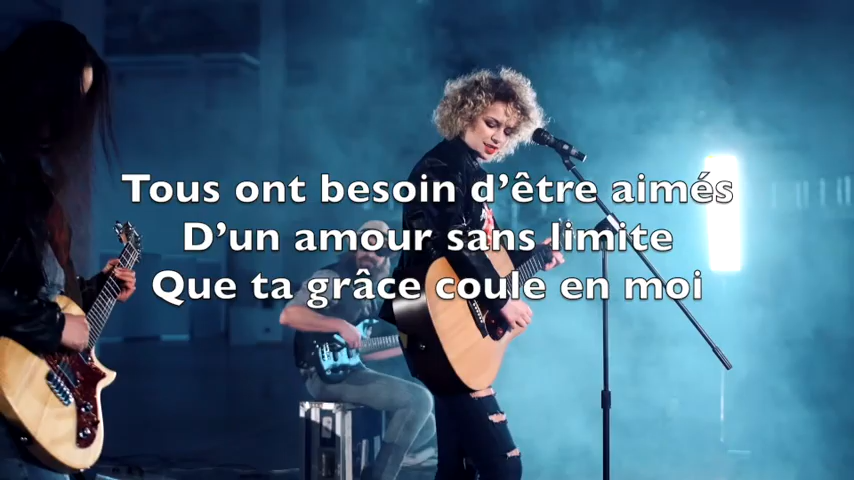 Tous ont besoin d’être aimés
D’un amour sans limite
Que ta grâce coule en moi